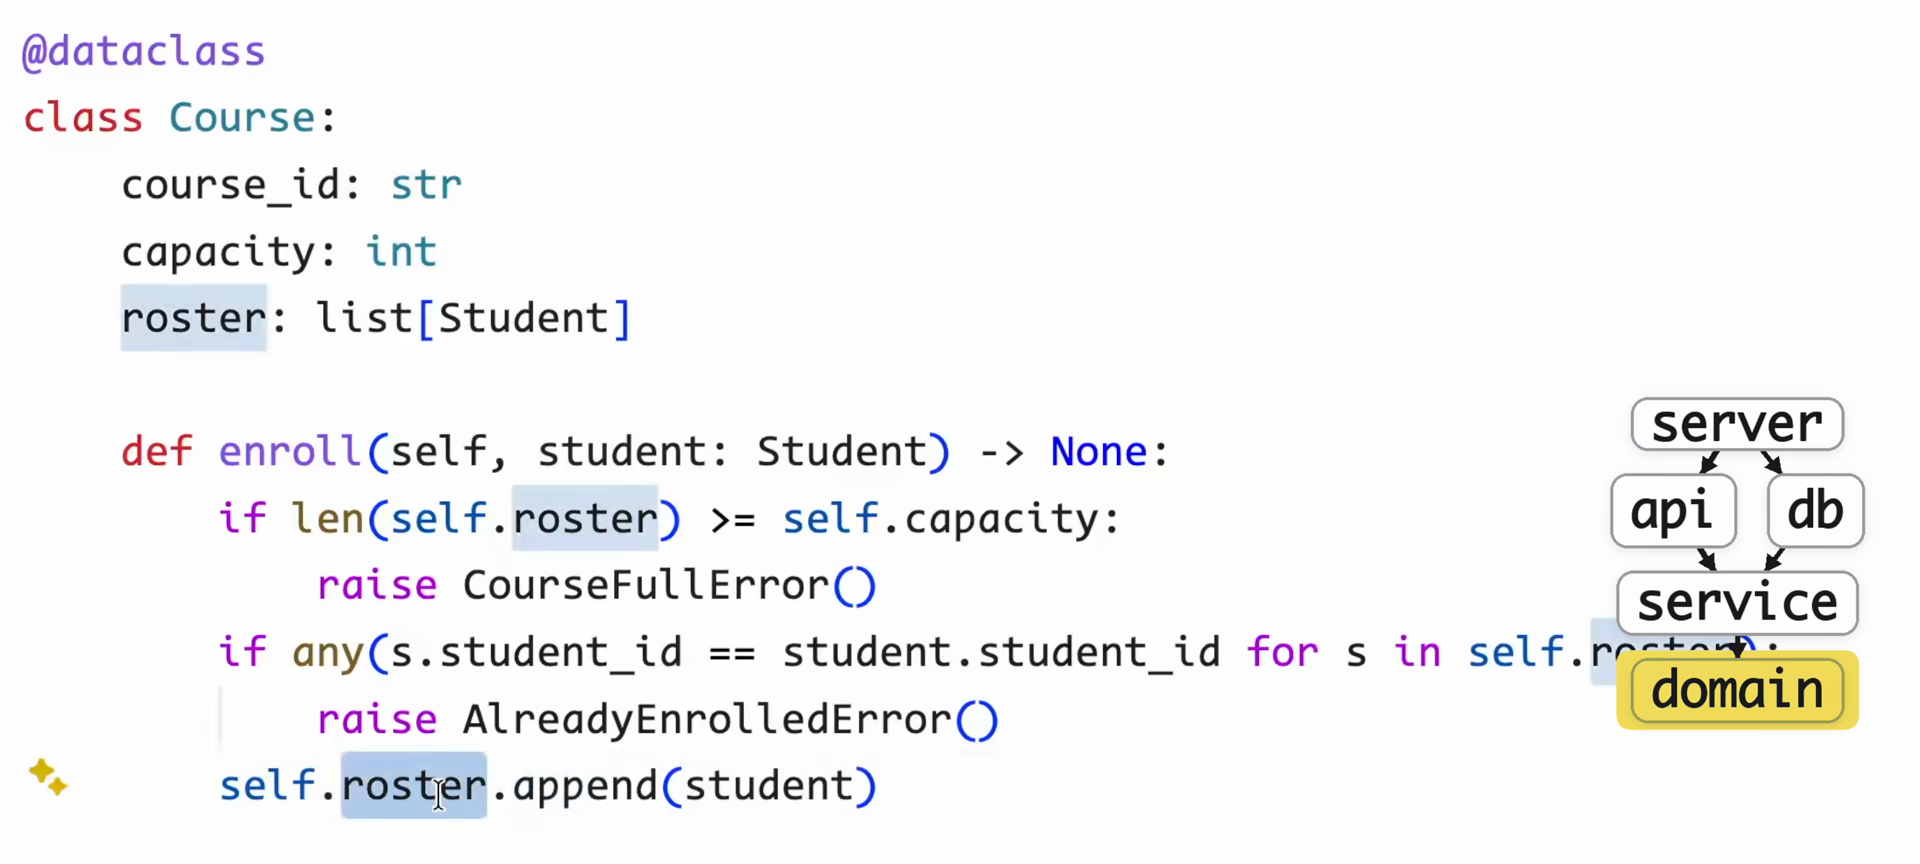 @dataclass
class Course:
    course_id: str
    capacity: int
    roster: list[Student]
    def enroll(self, student: Student) -> None:
        if len(self.roster) >= self.capacity:
            raise CourseFullError()
        if any(s.student_id == student.student_id for s in self.roster):
            raise AlreadyEnrolledError()
        self.roster.append(student)
server
api db
service
domain